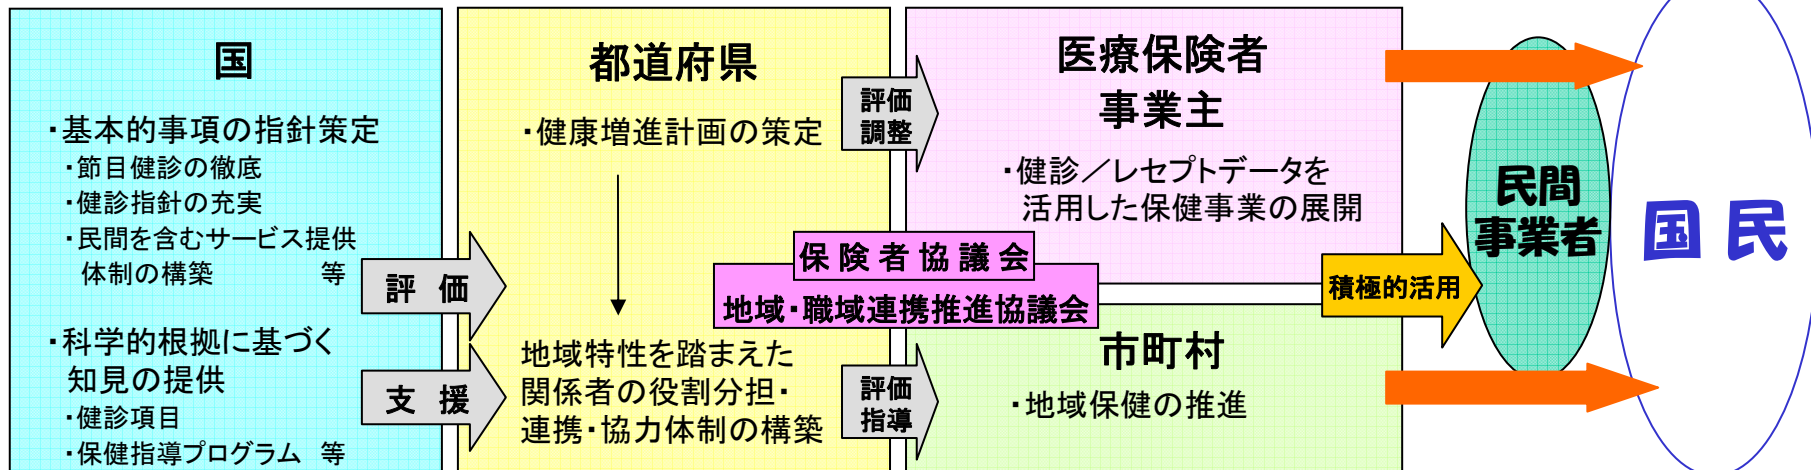 国
・基本的事項の指針策定
・節目健診の徹底
・健診指針の充実
・民間を含むサービス提供
体制の構築 等
・科学的根拠に基づく
知見の提供
・健診項目
・保健指導プログラム 等
評 価
支 援
都道府県
・健康増進計画の策定
地域特性を踏まえた
関係者の役割分担・
連携・協力体制の構築
評価
調整
評価
指導
保険者協議会
地域・職域連携推進協議会
医療保険者
事業主
・健診／レセプトデータを
活用した保健事業の展開
市町村
・地域保健の推進
積極的活用
民間
事業者
国民